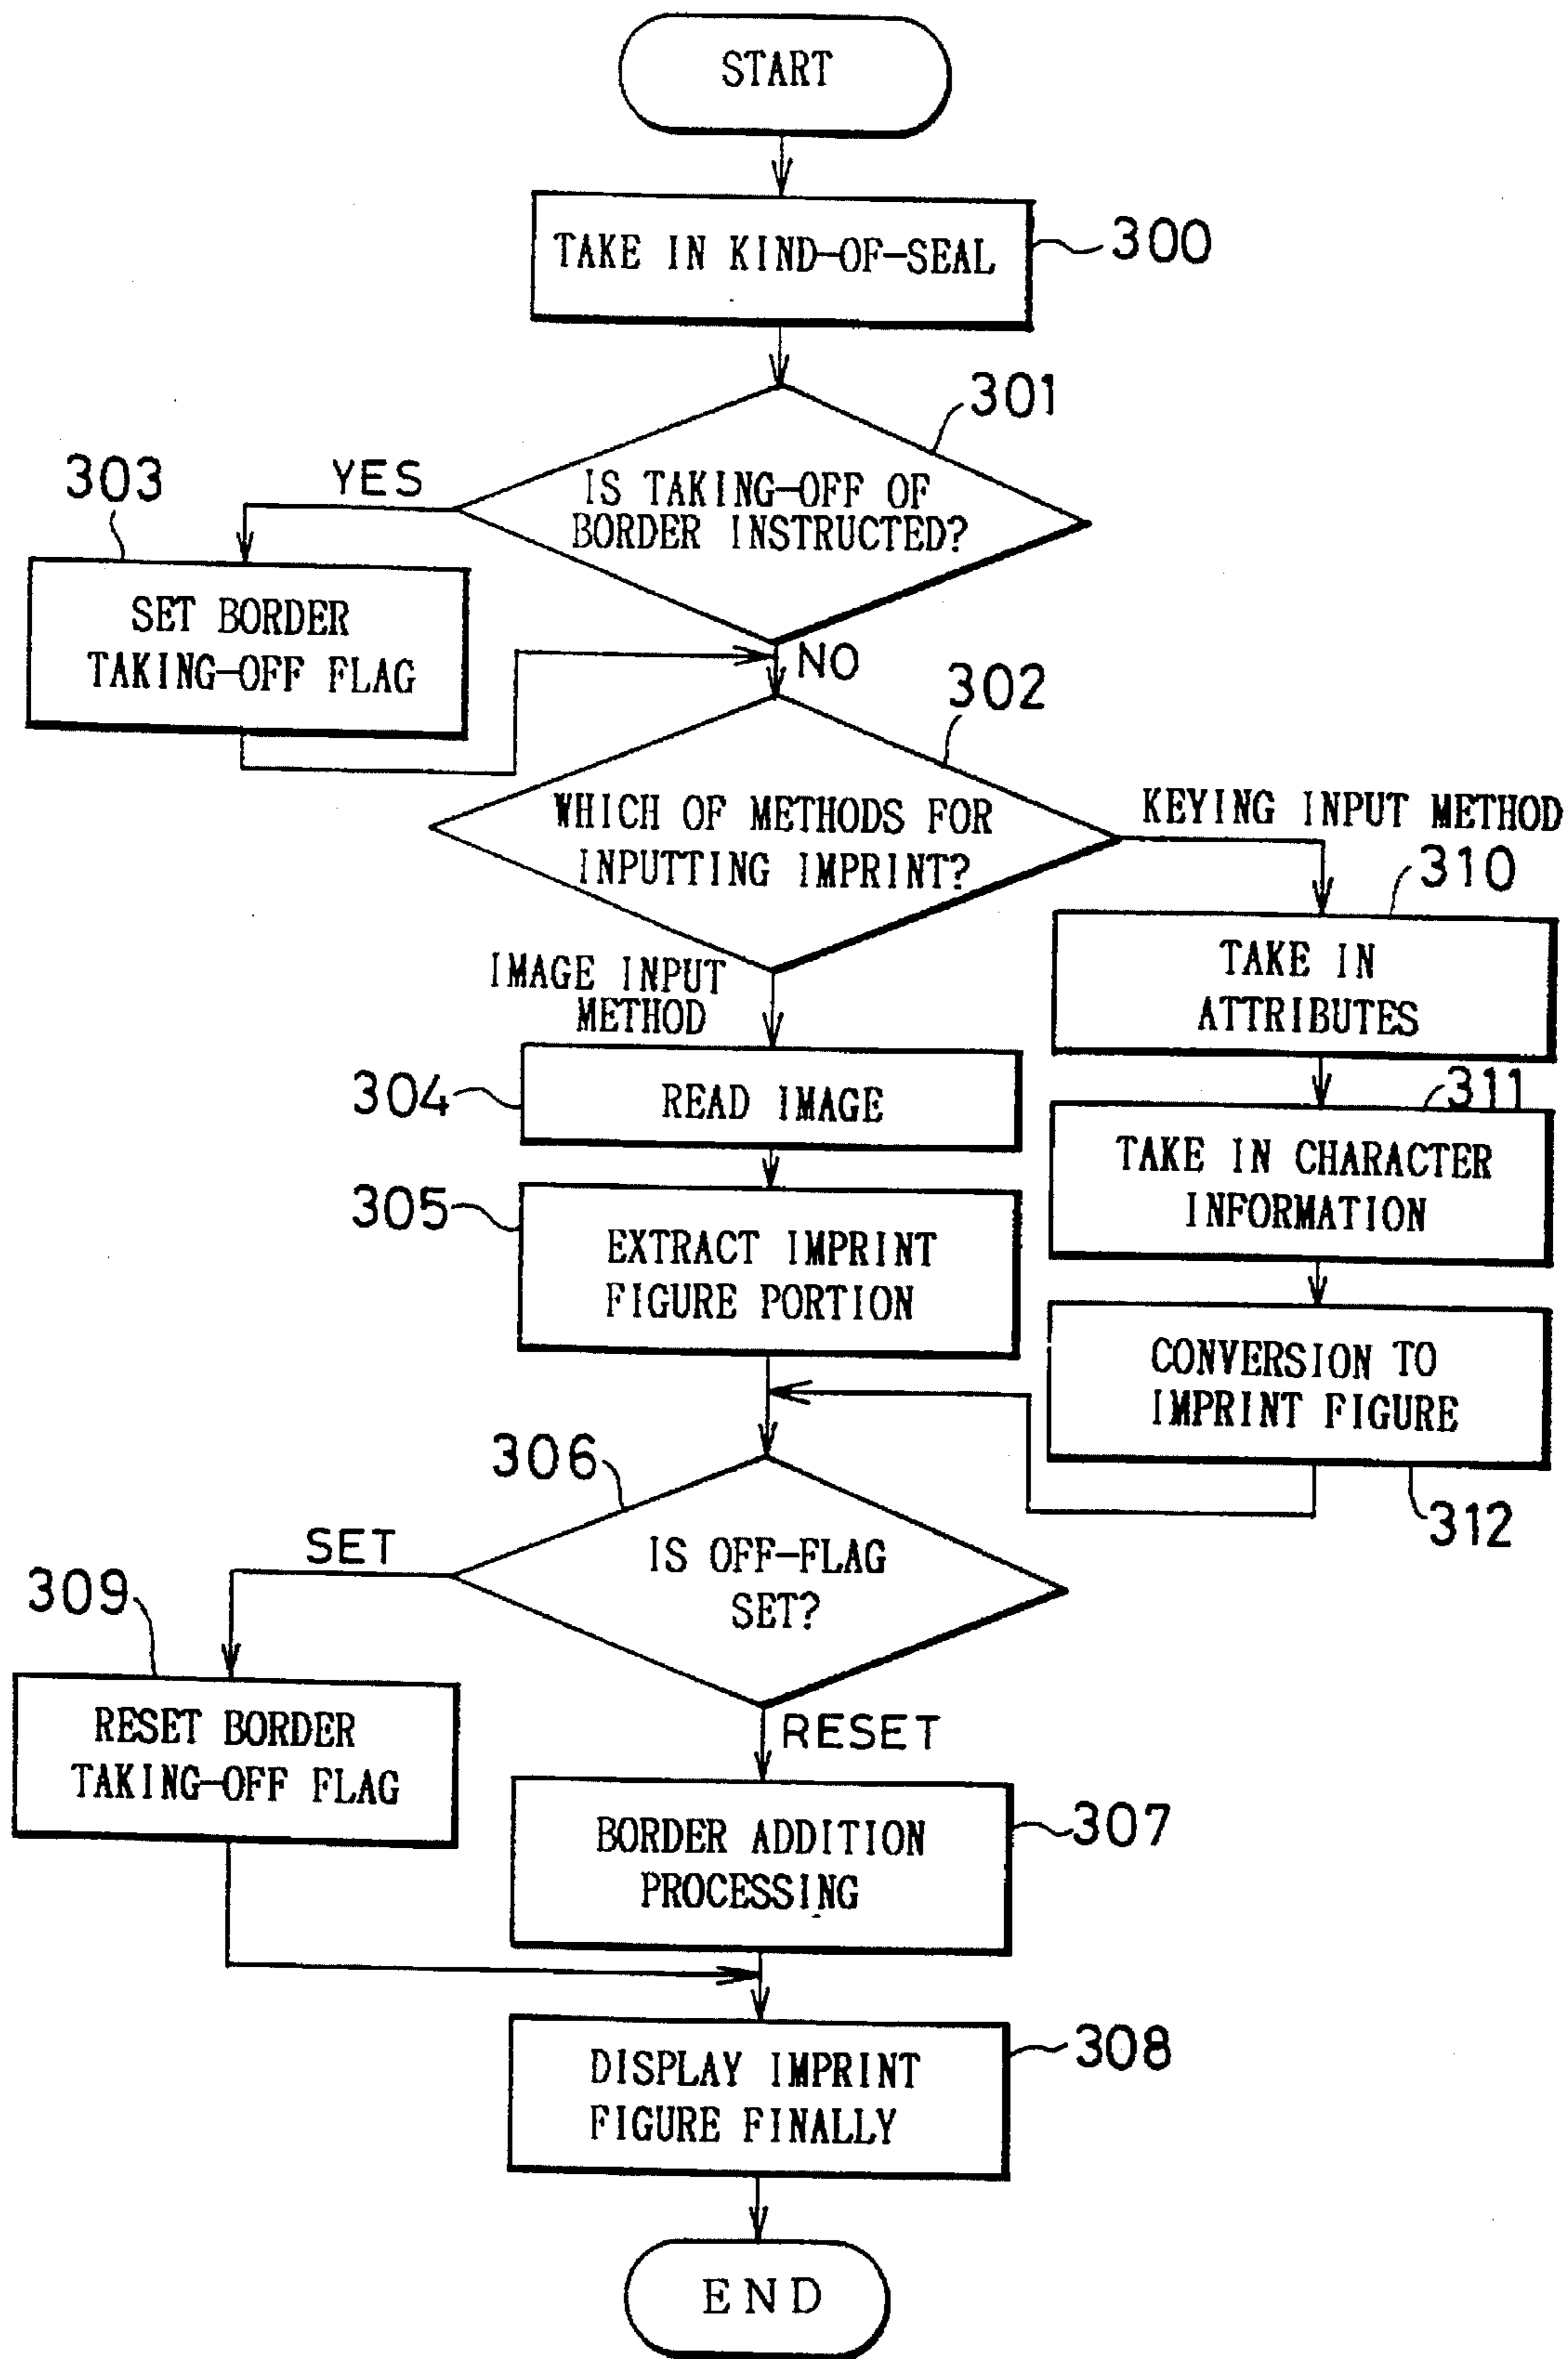 START
TAKE IN KIND-OF-SEAL
300
301
IS TAKING-OFF OF
BORDER INSTRUCTED?
YES
303
SET BORDER
TAKING-OFF FLAG
NO
302
WHICH OF METHODS FOR
INPUTTING IMPRINT?
KEYING INPUT METHOD
310
TAKE IN
ATTRIBUTES
IMAGE INPUT
METHOD
304
READ IMAGE
311
TAKE IN CHARACTER
INFORMATION
305
EXTRACT IMPRINT
FIGURE PORTION
CONVERSION TO
IMPRINT FIGURE
312
306
IS OFF-FLAG
SET?
SET
309
RESET BORDER
TAKING-OFF FLAG
RESET
BORDER ADDITION
PROCESSING
307
DISPLAY IMPRINT
FIGURE FINALLY
308
END